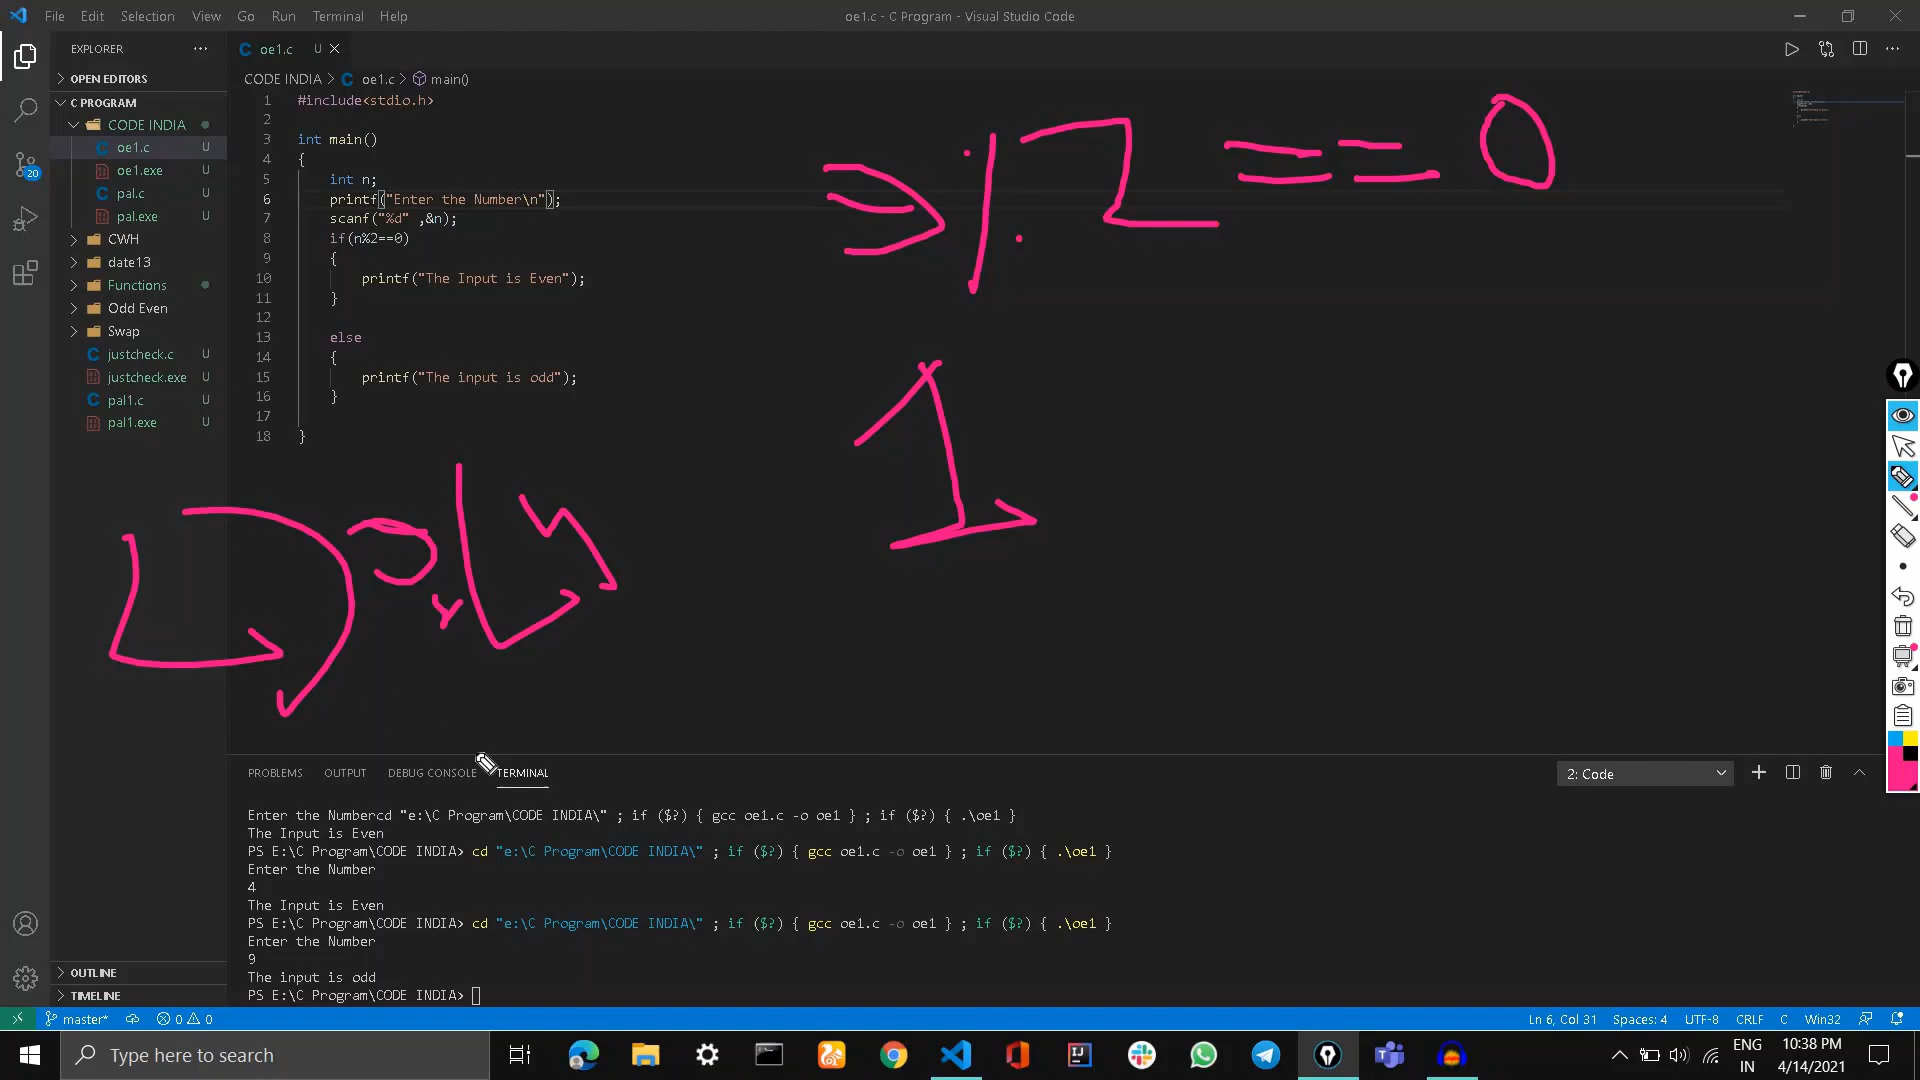 File Edit Selection View Go Run Terminal Help
oe1.c - C Program - Visual Studio Code
EXPLORER
OPEN EDITORS
C PROGRAM
CODE INDIA
oe1.c U
oe1.exe U
pal.c U
pal.exe U
CWH
date13
Functions
Odd Even
Swap
justcheck.c U
justcheck.exe U
pal1.c U
pal1.exe U
OUTLINE
TIMELINE
20
oe1.c U
CODE INDIA > oe1.c > main()
1 #include<stdio.h>
2
3 int main()
4 {
5 int n;
6 printf("Enter the Number\n");
7 scanf("%d" ,&n);
8 if(n%2==0)
9 {
10 printf("The Input is Even");
11 }
12
13 else
14 {
15 printf("The input is odd");
16 }
17
18 }
3%2 == == 0
1
PROBLEMS OUTPUT DEBUG CONSOLE TERMINAL
2: Code
Enter the Numbercd "e:\C Program\CODE INDIA\" ; if ($?) { gcc oe1.c -o oe1 } ; if ($?) { .\oe1 }
The Input is Even
PS E:\C Program\CODE INDIA> cd "e:\C Program\CODE INDIA\" ; if ($?) { gcc oe1.c -o oe1 } ; if ($?) { .\oe1 }
Enter the Number
4
The Input is Even
PS E:\C Program\CODE INDIA> cd "e:\C Program\CODE INDIA\" ; if ($?) { gcc oe1.c -o oe1 } ; if ($?) { .\oe1 }
Enter the Number
9
The input is odd
PS E:\C Program\CODE INDIA>
master* 0 0
Ln 6, Col 31 Spaces: 4 UTF-8 CRLF C Win32
Type here to search
ENG
IN
10:38 PM
4/14/2021